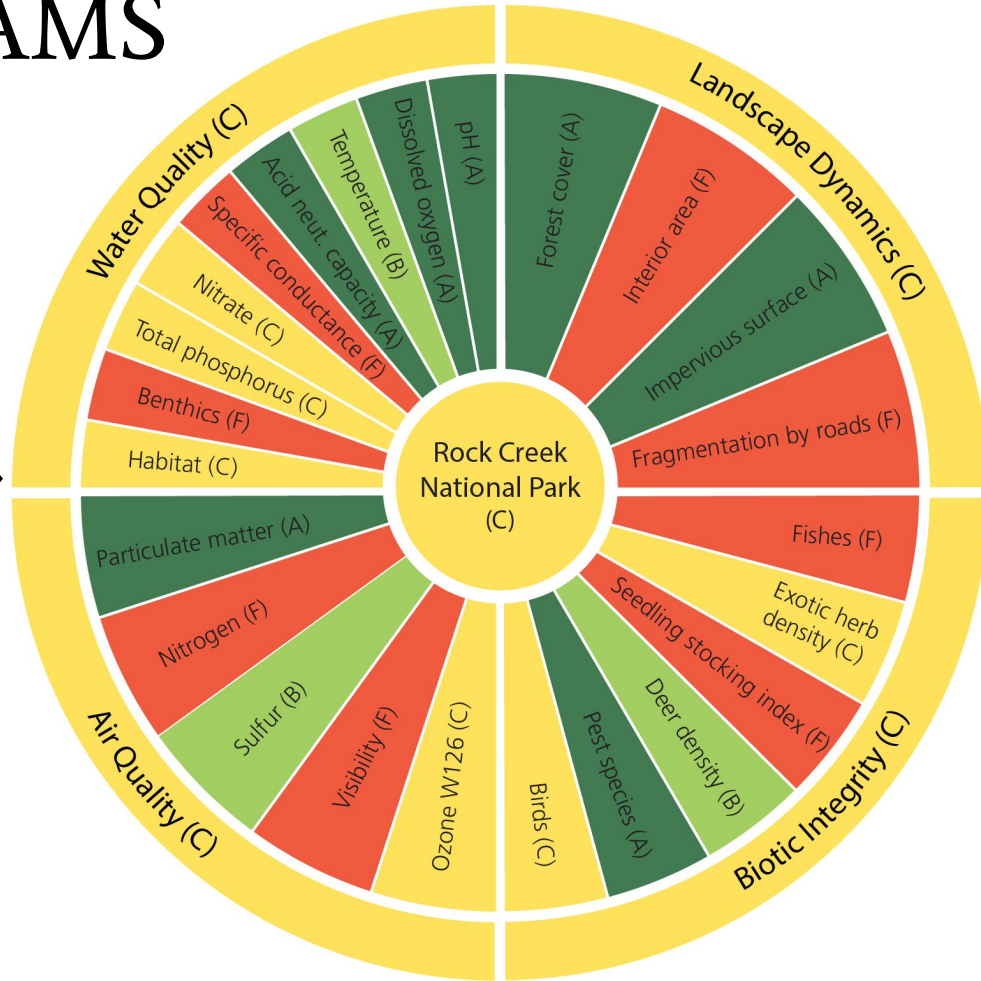 AMS
Water Quality (C)
Landscape Dynamics (C)
Biotic Integrity (C)
Air Quality (C)
Rock Creek
National Park
(C)
Forest cover (A)
Interior area (F)
Impervious surface (A)
Fragmentation by roads (F)
Fishes (F)
Exotic herb
density (C)
Seedling stocking index (F)
Deer density (B)
Pest species (A)
Birds (C)
Ozone W126 (C)
Visibility (F)
Sulfur (B)
Nitrogen (F)
Particulate matter (A)
Habitat (C)
Benthics (F)
Total phosphorus (C)
Nitrate (C)
Specific conductance (F)
Acid neut. capacity (A)
Temperature (B)
Dissolved oxygen (A)
pH (A)